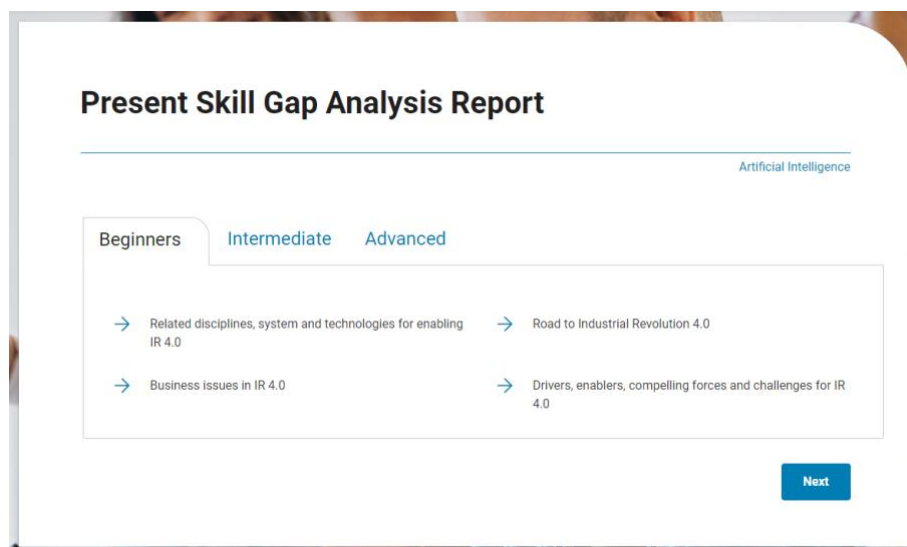 Present Skill Gap Analysis Report
Artificial Intelligence
Beginners
Intermediate
Advanced
Related disciplines, system and technologies for enabling
IR 4.0
Road to Industrial Revolution 4.0
Business issues in IR 4.0
Drivers, enablers, compelling forces and challenges for IR
4.0
Next